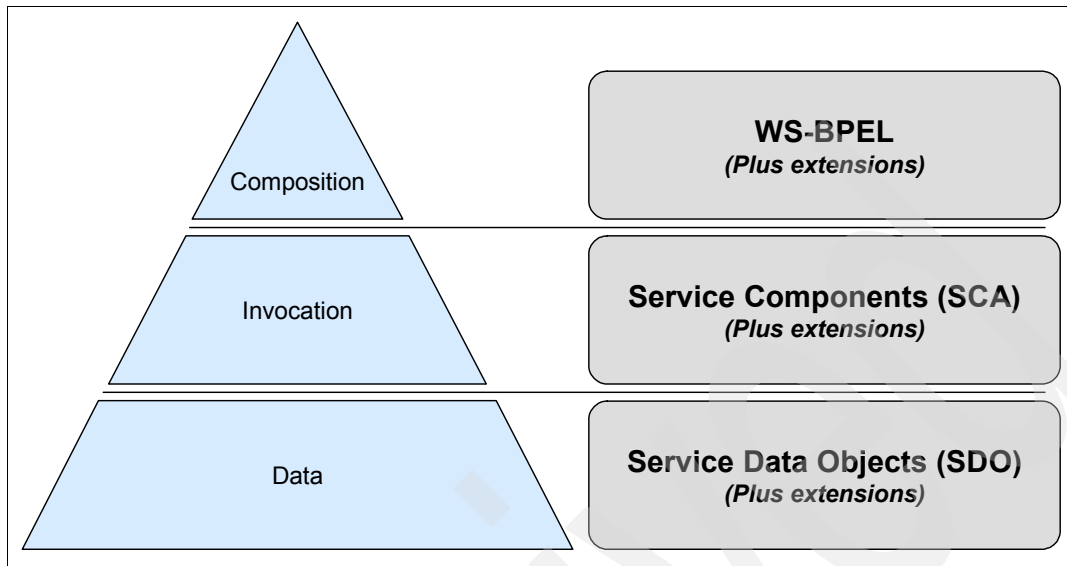 Composition
WS-BPEL
(Plus extensions)
Invocation
Service Components (SCA)
(Plus extensions)
Data
Service Data Objects (SDO)
(Plus extensions)